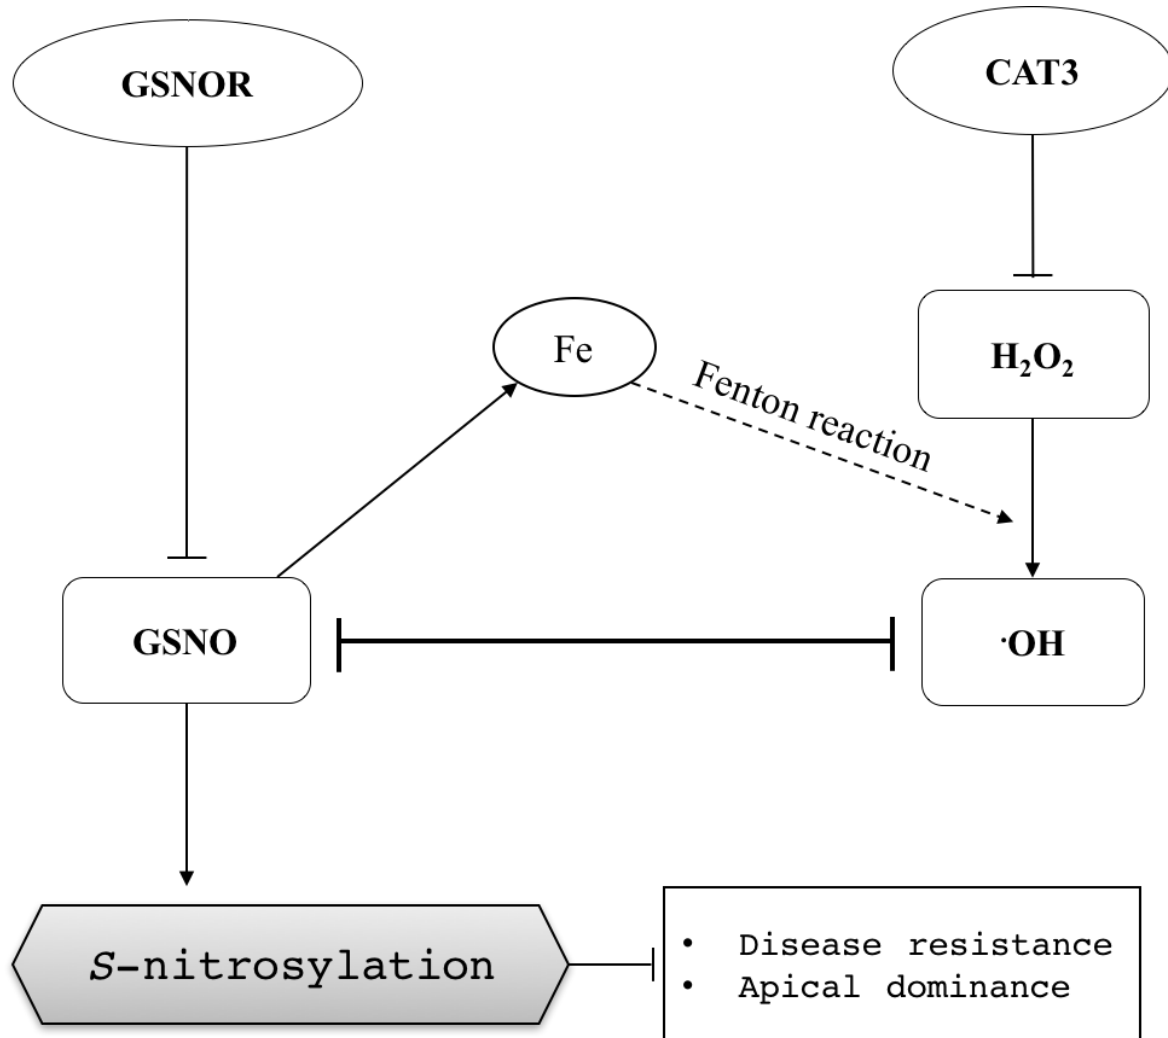 GSNOR
CAT3
Fe
Fenton reaction
H₂O₂
GSNO
·OH
S-nitrosylation
• Disease resistance
• Apical dominance